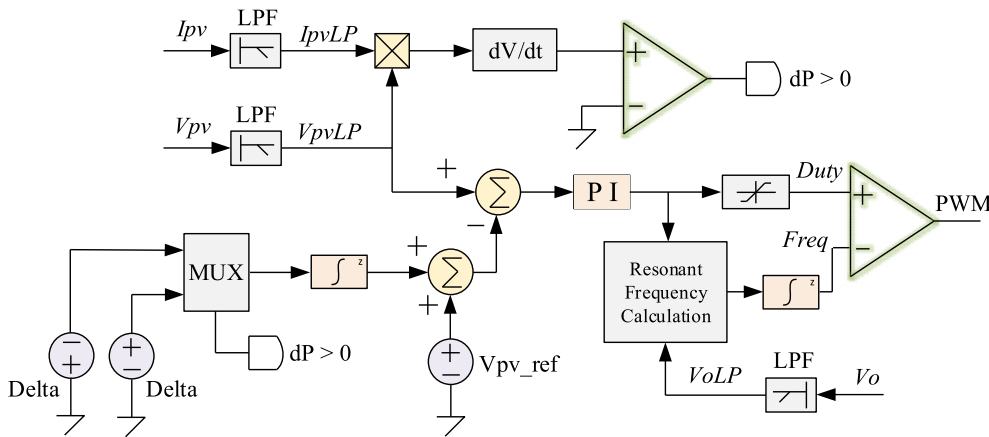 LPF
Ipv
IpvLP
dV/dt
+
−
dP > 0
LPF
Vpv
VpvLP
+
Σ
−
P I
Duty
+
PWM
Freq
−
MUX
∫ z
+
Σ
+
Resonant
Frequency
Calculation
∫ z
−
+
Delta
+
−
Delta
dP > 0
+
−
Vpv_ref
VoLP
LPF
Vo